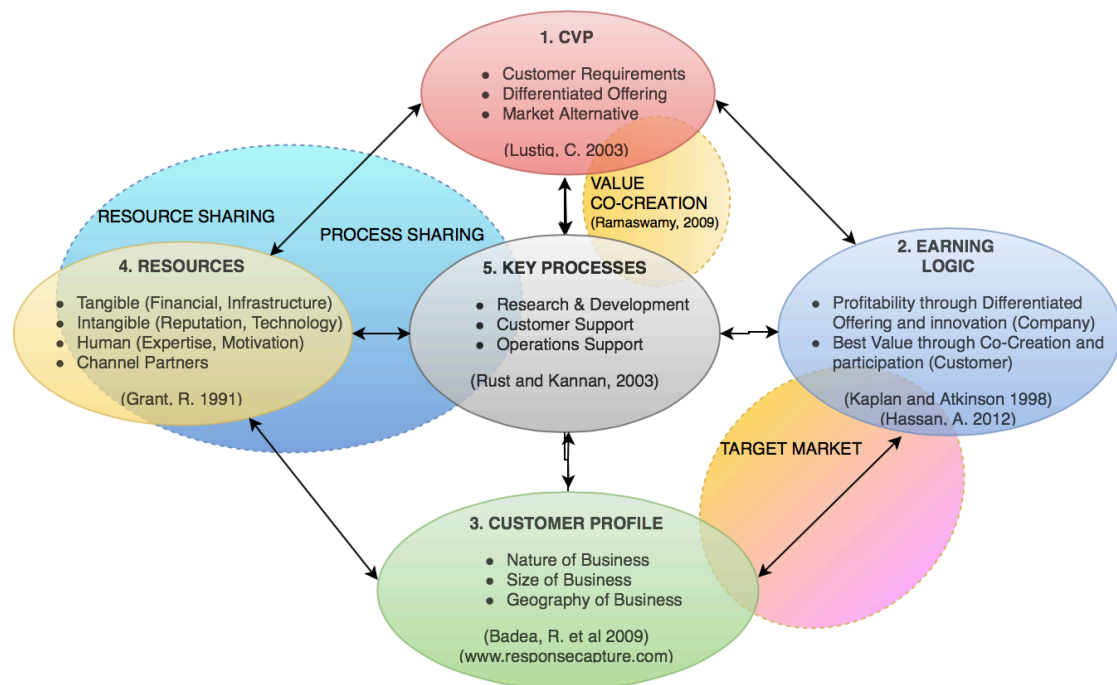 1. CVP
● Customer Requirements
● Differentiated Offering
● Market Alternative
(Lustig, C. 2003)
VALUE
CO-CREATION
(Ramaswamy, 2009)
RESOURCE SHARING
PROCESS SHARING
4. RESOURCES
● Tangible (Financial, Infrastructure)
● Intangible (Reputation, Technology)
● Human (Expertise, Motivation)
● Channel Partners
(Grant, R. 1991)
5. KEY PROCESSES
● Research & Development
● Customer Support
● Operations Support
(Rust and Kannan, 2003)
2. EARNING
LOGIC
● Profitability through Differentiated
Offering and innovation (Company)
● Best Value through Co-Creation and
participation (Customer)
(Kaplan and Atkinson 1998)
(Hassan, A. 2012)
TARGET MARKET
3. CUSTOMER PROFILE
● Nature of Business
● Size of Business
● Geography of Business
(Badea, R. et al 2009)
(www.responsecapture.com)